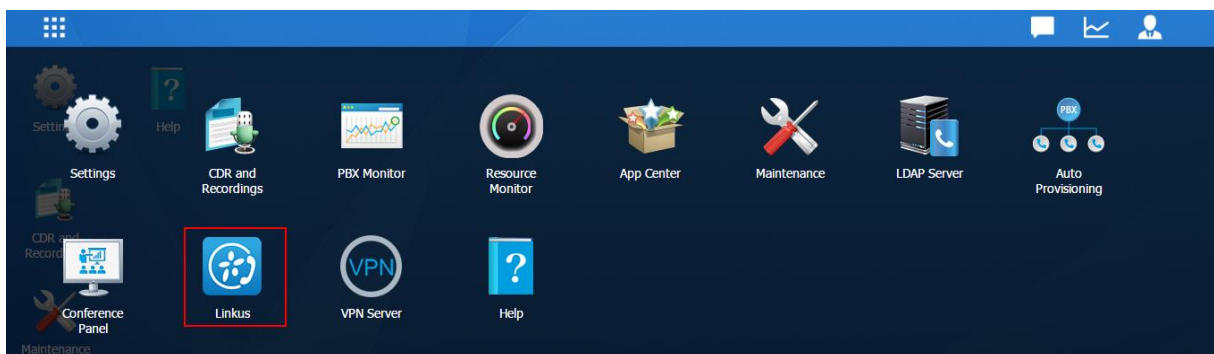 Settings
Help
Settings
CDR and
Recordings
PBX Monitor
Resource
Monitor
App Center
Maintenance
LDAP Server
PBX
Auto
Provisioning
CDR and
Record
Conference
Panel
Linkus
VPN
VPN Server
?
Help
Maintenance